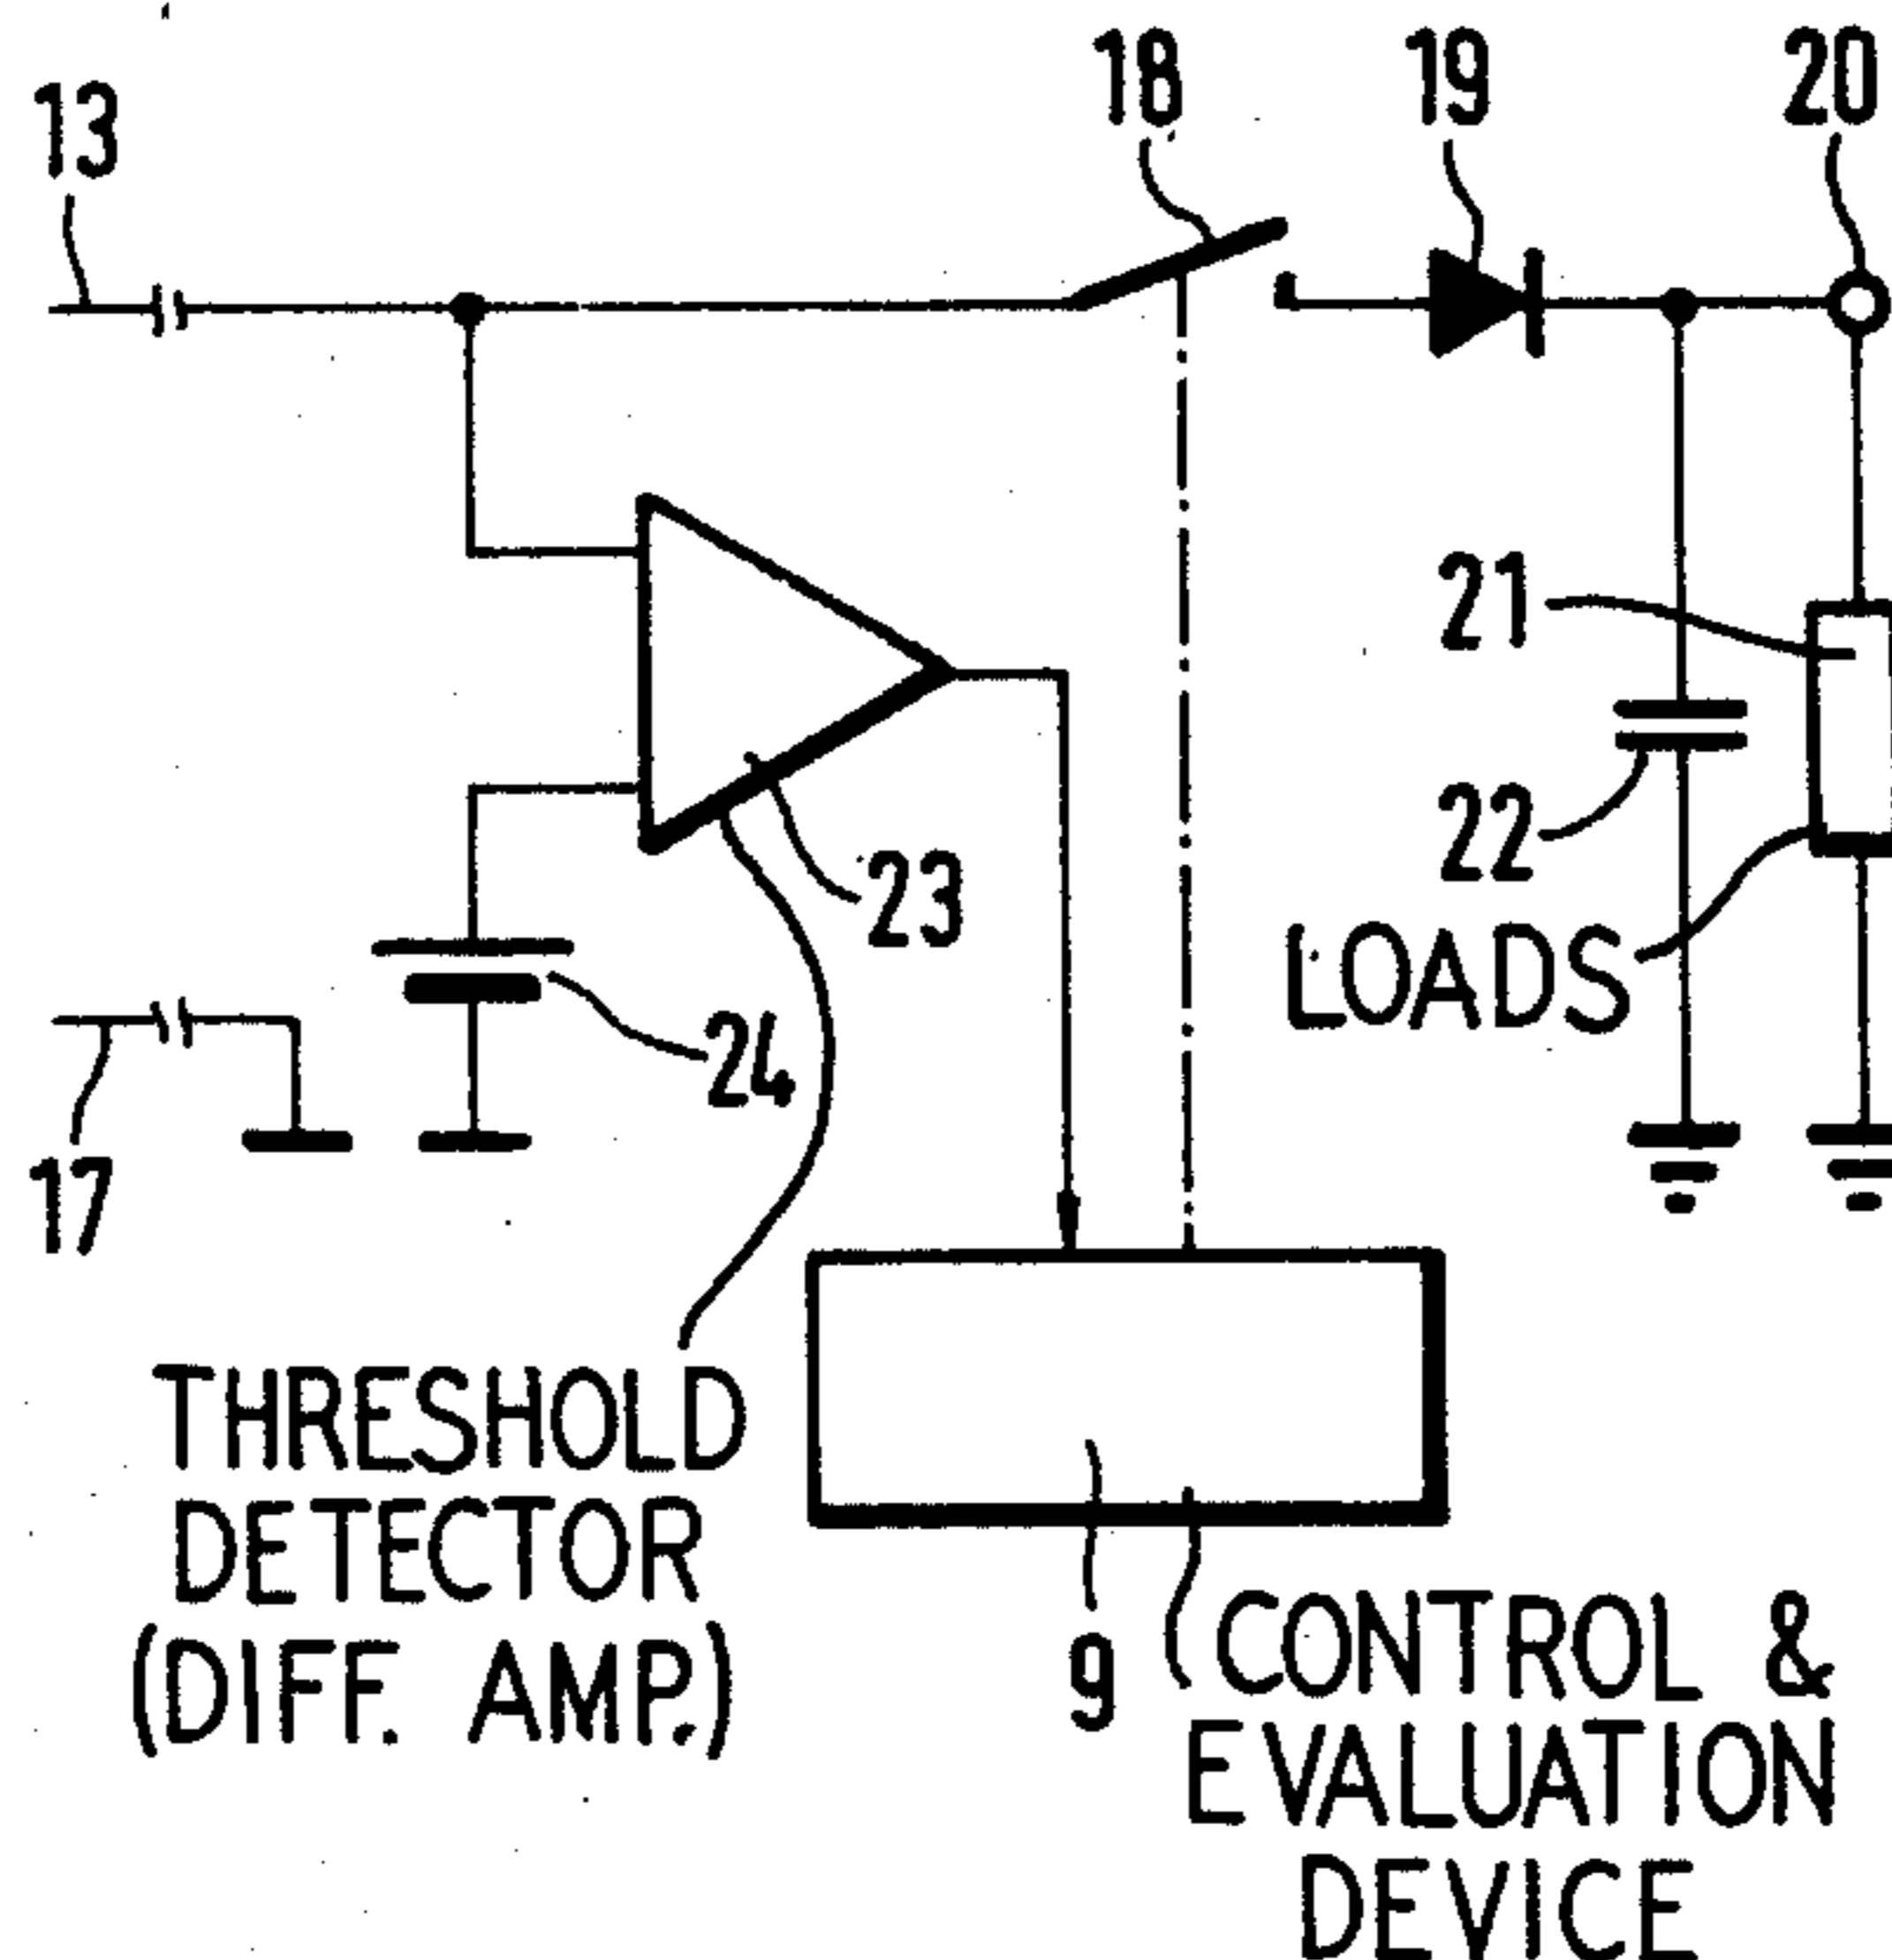 13
18
19
20
21
22
LOADS
23
24
17
THRESHOLD
DETECTOR
(DIFF. AMP.)
9
CONTROL &
EVALUATION
DEVICE